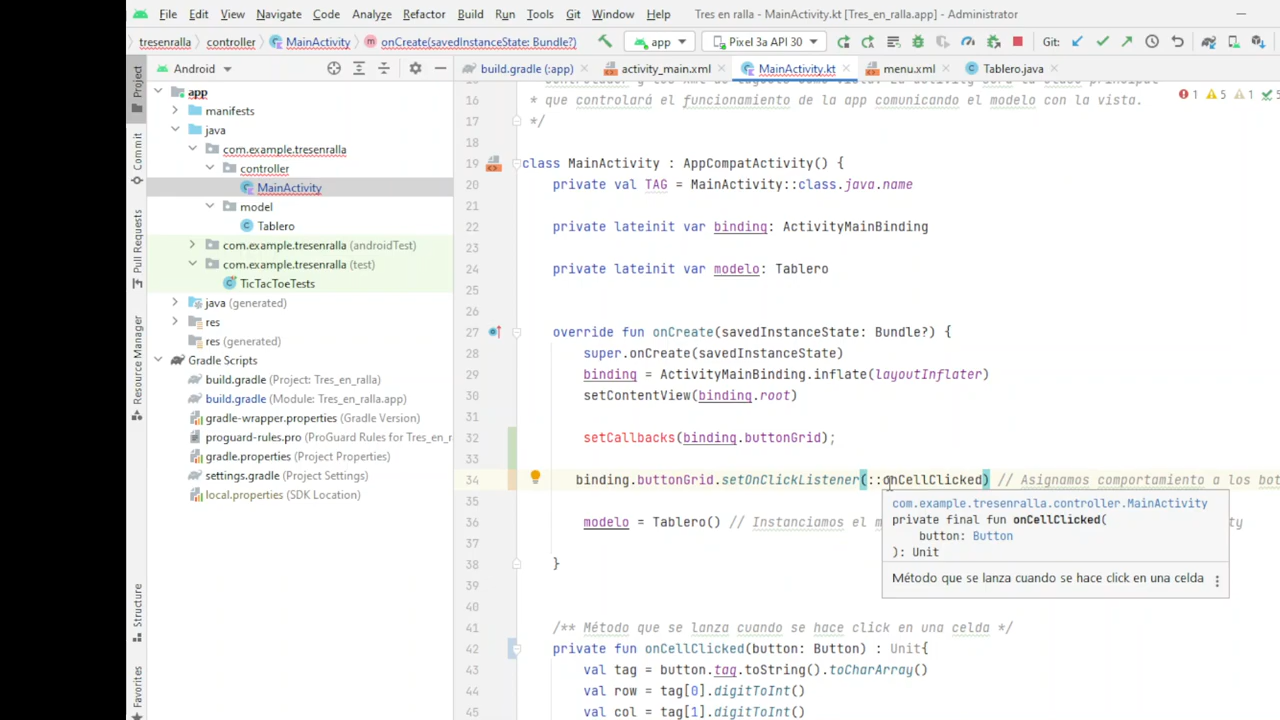 File Edit View Navigate Code Analyze Refactor Build Run Tools Git Window Help Tres en ralla - MainActivity.kt [Tres_en_ralla.app] - Administrator
tresenralla controller MainActivity onCreate(savedInstanceState: Bundle?) app Pixel 3a API 30 Git:
Android build.gradle (:app) activity_main.xml MainActivity.kt menu.xml Tablero.java
Project
Commit
Pull Requests
Resource Manager
Structure
Favorites
app
manifests
java
com.example.tresenralla
controller
MainActivity
model
Tablero
com.example.tresenralla (androidTest)
com.example.tresenralla (test)
TicTacToeTests
java (generated)
res
res (generated)
Gradle Scripts
build.gradle (Project: Tres_en_ralla)
build.gradle (Module: Tres_en_ralla.app)
gradle-wrapper.properties (Gradle Version)
proguard-rules.pro (ProGuard Rules for Tres_en_r
gradle.properties (Project Properties)
settings.gradle (Project Settings)
local.properties (SDK Location)
1 5 1 5
16 * que controlará el funcionamiento de la app comunicando el modelo con la vista.
17 */
18
19 class MainActivity : AppCompatActivity() {
20 private val TAG = MainActivity::class.java.name
21
22 private lateinit var binding: ActivityMainBinding
23
24 private lateinit var modelo: Tablero
25
26
27 override fun onCreate(savedInstanceState: Bundle?) {
28 super.onCreate(savedInstanceState)
29 binding = ActivityMainBinding.inflate(layoutInflater)
30 setContentView(binding.root)
31
32 setCallbacks(binding.buttonGrid);
33
34 binding.buttonGrid.setOnClickListener(::onCellClicked) // Asignamos comportamiento a los bot
35
36 modelo = Tablero() // Instanciamos el m
37
38 }
39
40
41 /** Método que se lanza cuando se hace click en una celda */
42 private fun onCellClicked(button: Button) : Unit{
43 val tag = button.tag.toString().toCharArray()
44 val row = tag[0].digitToInt()
45 val col = tag[1].digitToInt()
com.example.tresenralla.controller.MainActivity
private final fun onCellClicked(
button: Button
): Unit
Método que se lanza cuando se hace click en una celda